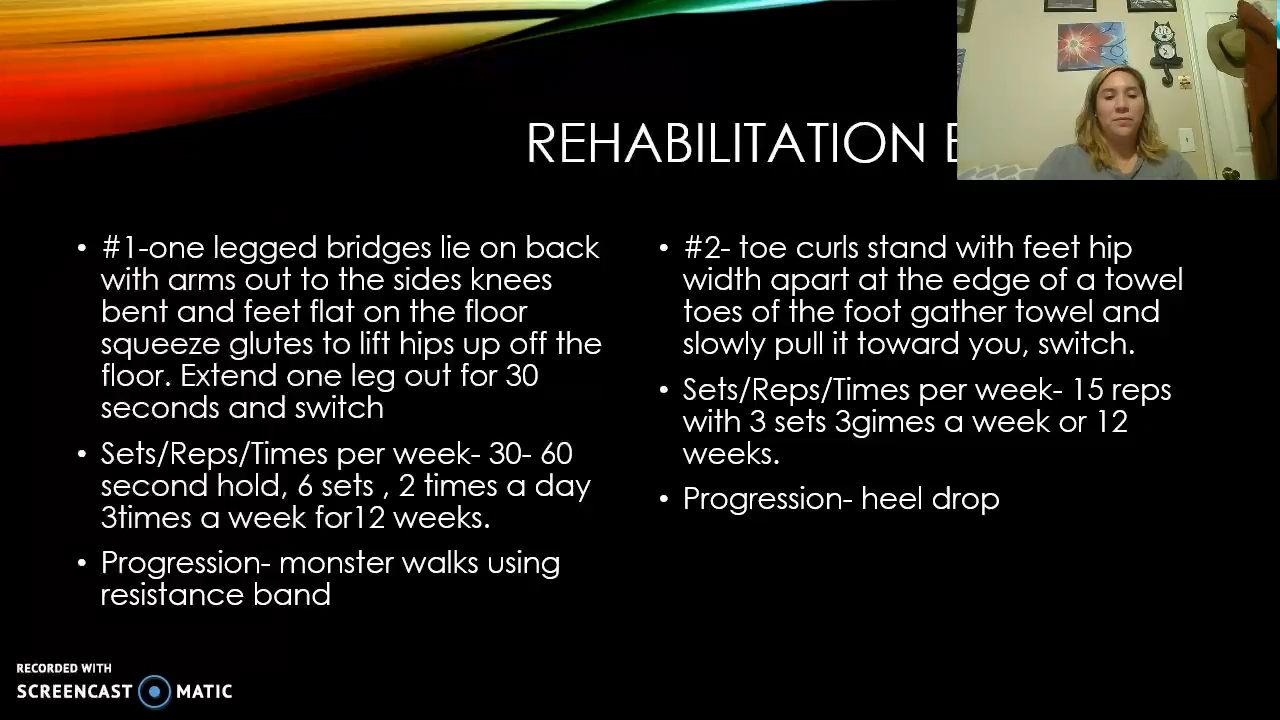 REHABILITATION E
• #1-one legged bridges lie on back
with arms out to the sides knees
bent and feet flat on the floor
squeeze glutes to lift hips up off the
floor. Extend one leg out for 30
seconds and switch
• Sets/Reps/Times per week- 30- 60
second hold, 6 sets , 2 times a day
3times a week for12 weeks.
• Progression- monster walks using
resistance band
• #2- toe curls stand with feet hip
width apart at the edge of a towel
toes of the foot gather towel and
slowly pull it toward you, switch.
• Sets/Reps/Times per week- 15 reps
with 3 sets 3gimes a week or 12
weeks.
• Progression- heel drop
RECORDED WITH
SCREENCAST MATIC